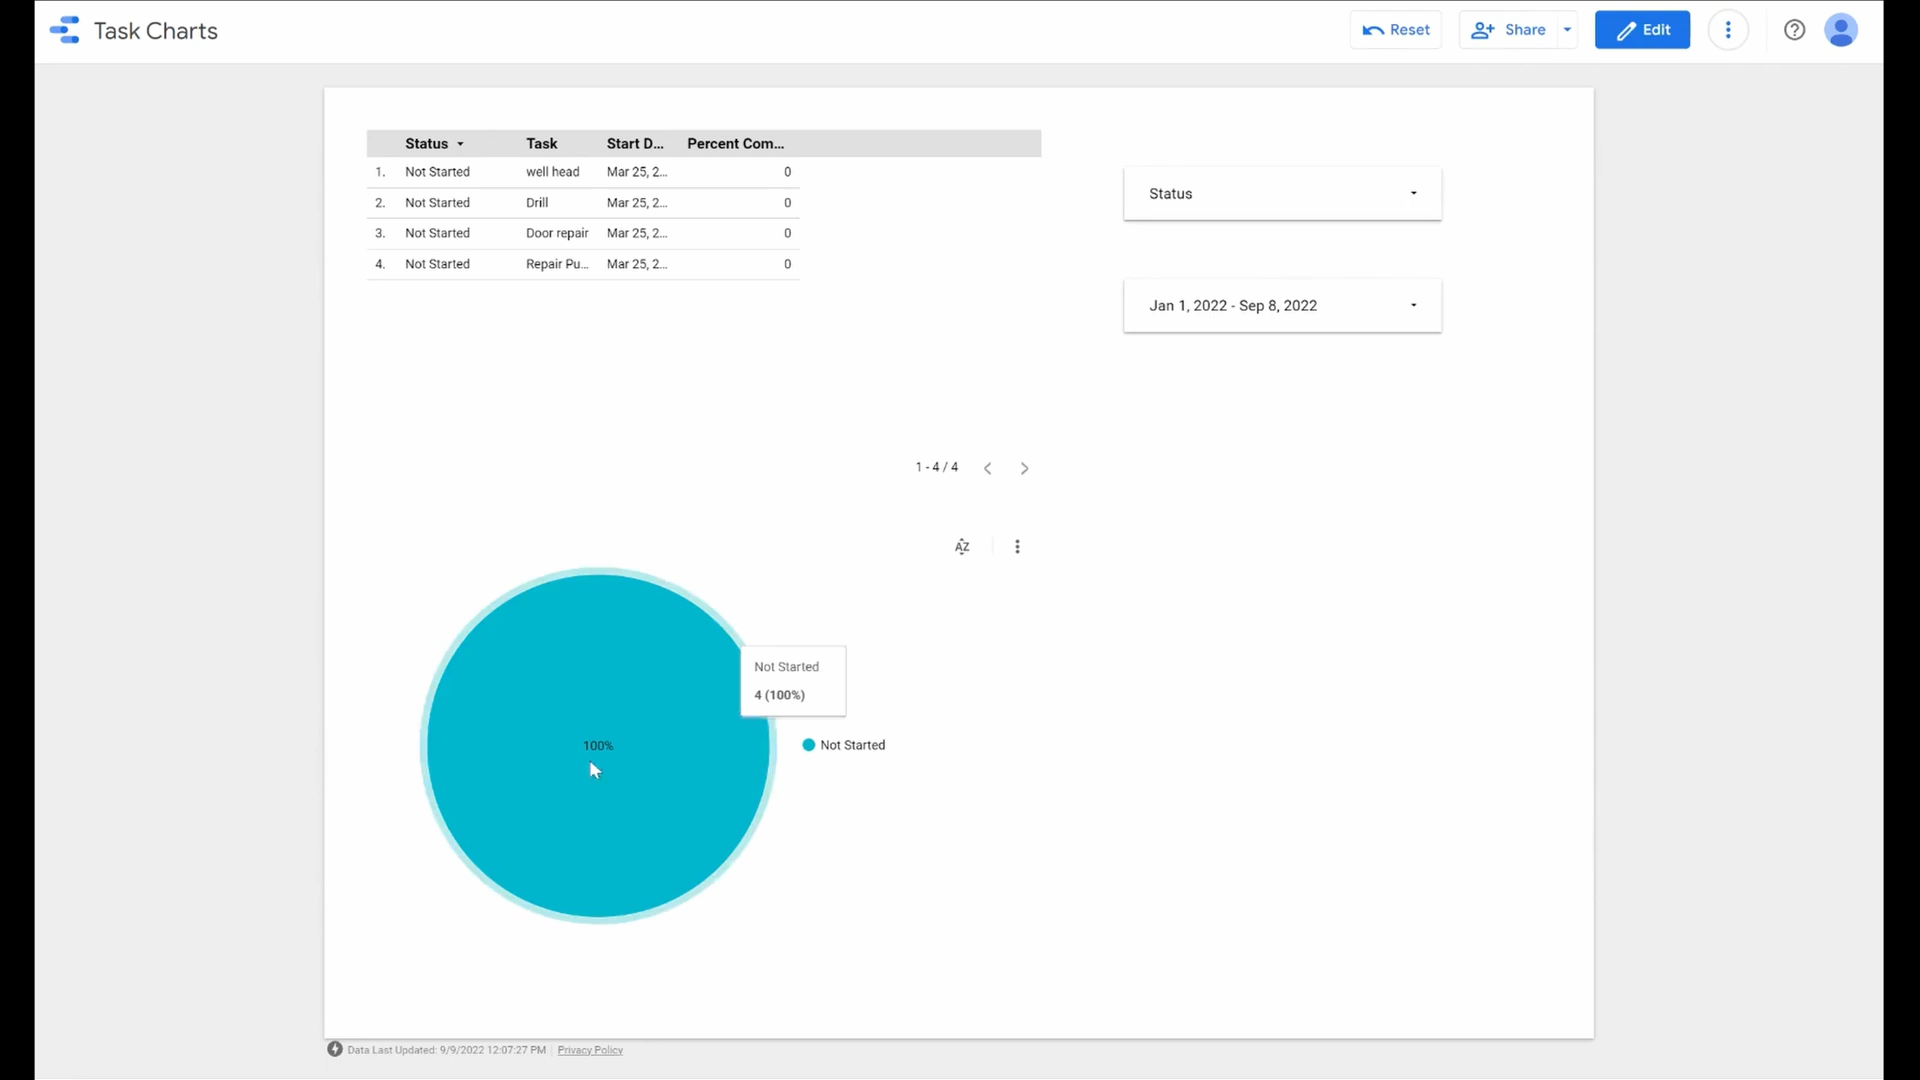 Task Charts
Reset
Share
Edit
Status Task Start D... Percent Com...
1. Not Started well head Mar 25, 2... 0
2. Not Started Drill Mar 25, 2... 0
3. Not Started Door repair Mar 25, 2... 0
4. Not Started Repair Pu... Mar 25, 2... 0
Status
Jan 1, 2022 - Sep 8, 2022
1 - 4 / 4
AZ
Not Started
4 (100%)
100%
Not Started
Data Last Updated: 9/9/2022 12:07:27 PM Privacy Policy